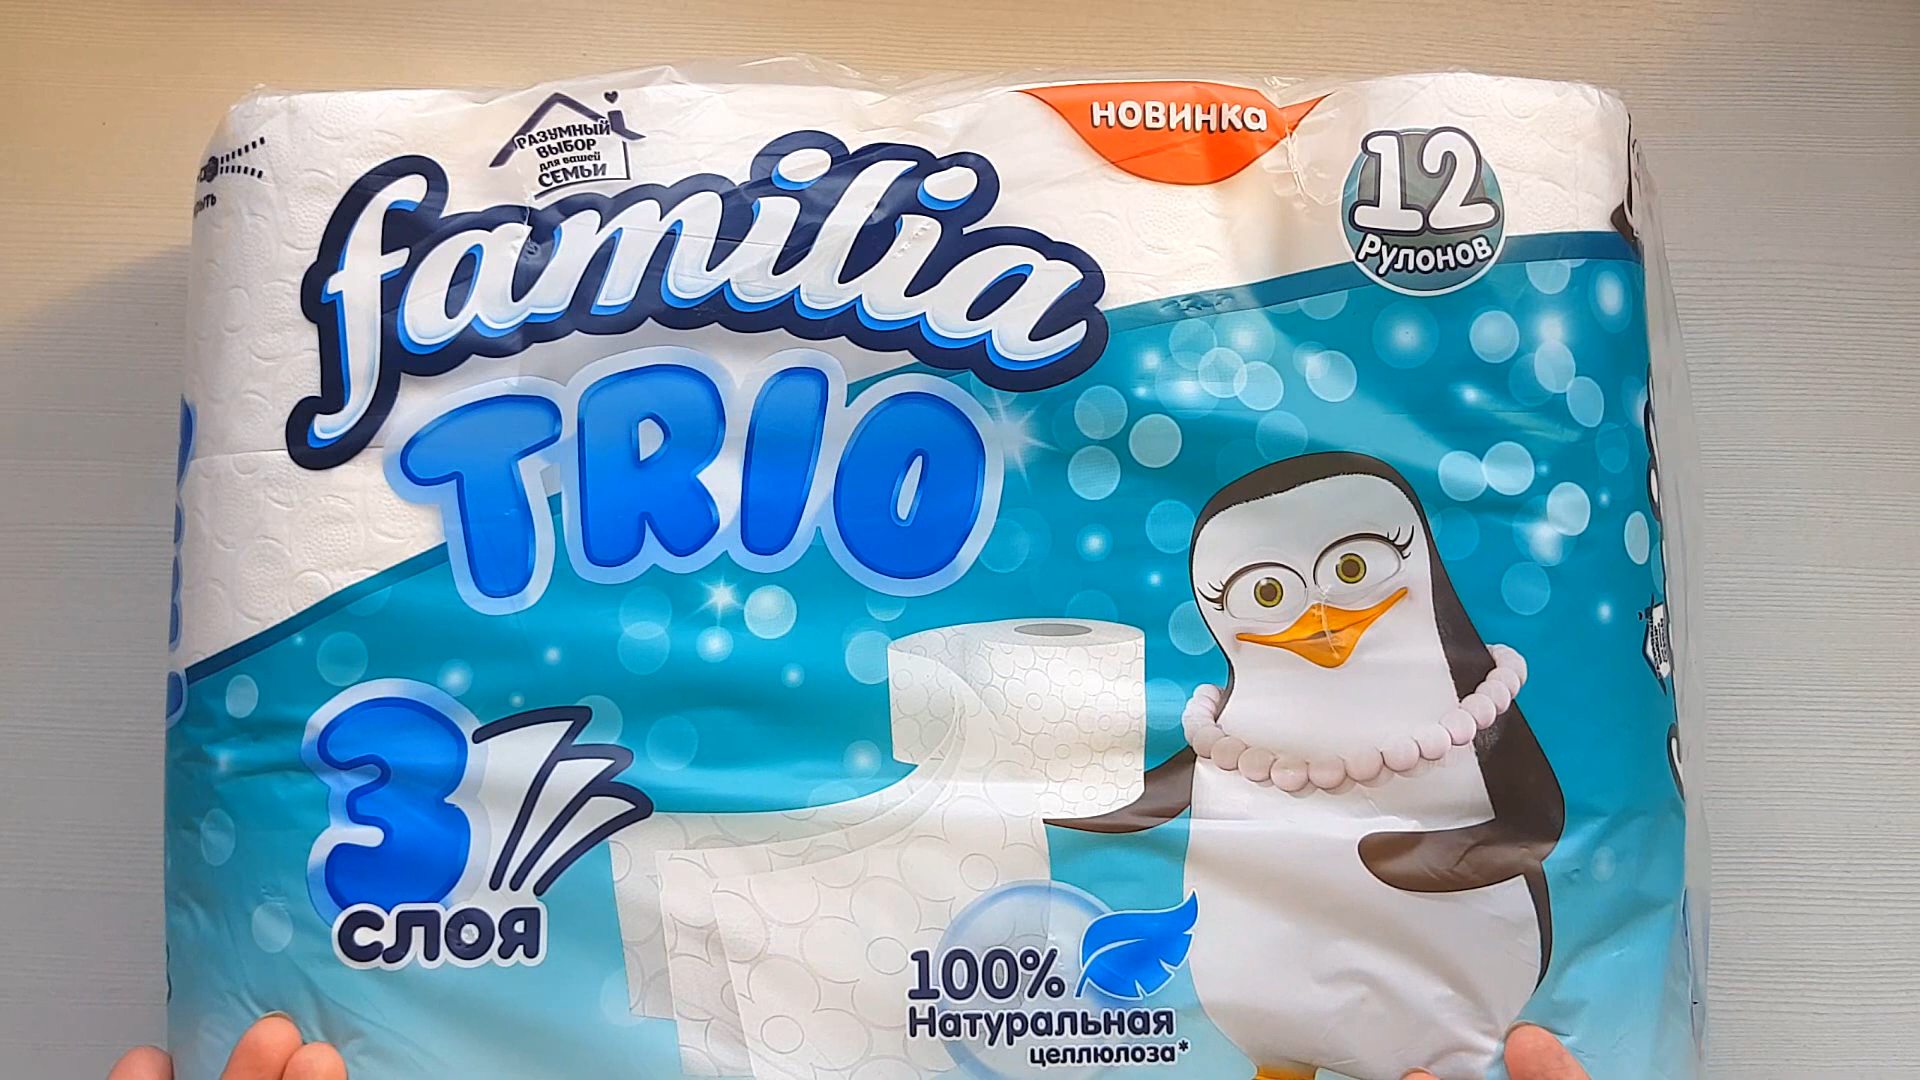 РАЗУМНЫЙ
ВЫБОР
для вашей
СЕМЬИ
новинка
12
Рулонов
familia
TRIO
3
слоя
100%
Натуральная
целлюлоза*